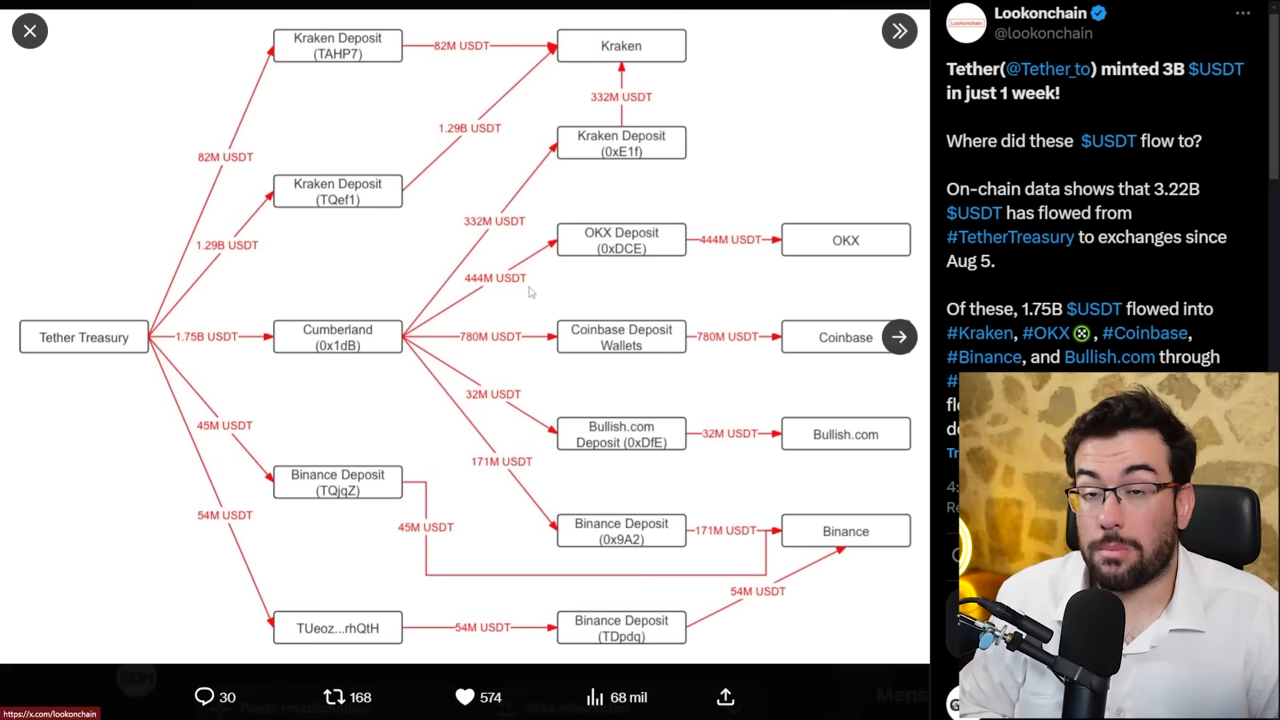 Kraken Deposit
(TAHP7)
82M USDT
Kraken
332M USDT
Kraken Deposit
(0xE1f)
1.29B USDT
82M USDT
Kraken Deposit
(TQef1)
1.29B USDT
332M USDT
OKX Deposit
(0xDCE)
444M USDT
OKX
444M USDT
Tether Treasury
1.75B USDT
Cumberland
(0x1dB)
780M USDT
Coinbase Deposit
Wallets
780M USDT
Coinbase
32M USDT
Bullish.com
Deposit (0xDfE)
32M USDT
Bullish.com
45M USDT
171M USDT
Binance Deposit
(TQjqZ)
45M USDT
Binance Deposit
(0x9A2)
171M USDT
Binance
54M USDT
54M USDT
TUeoz...rhQtH
54M USDT
Binance Deposit
(TDpdq)
30
168
574
68 mil
https://x.com/lookonchain
Lookonchain
@lookonchain
Tether(@Tether_to) minted 3B $USDT
in just 1 week!
Where did these $USDT flow to?
On-chain data shows that 3.22B
$USDT has flowed from
#TetherTreasury to exchanges since
Aug 5.
Of these, 1.75B $USDT flowed into
#Kraken, #OKX, #Coinbase,
#Binance, and Bullish.com through